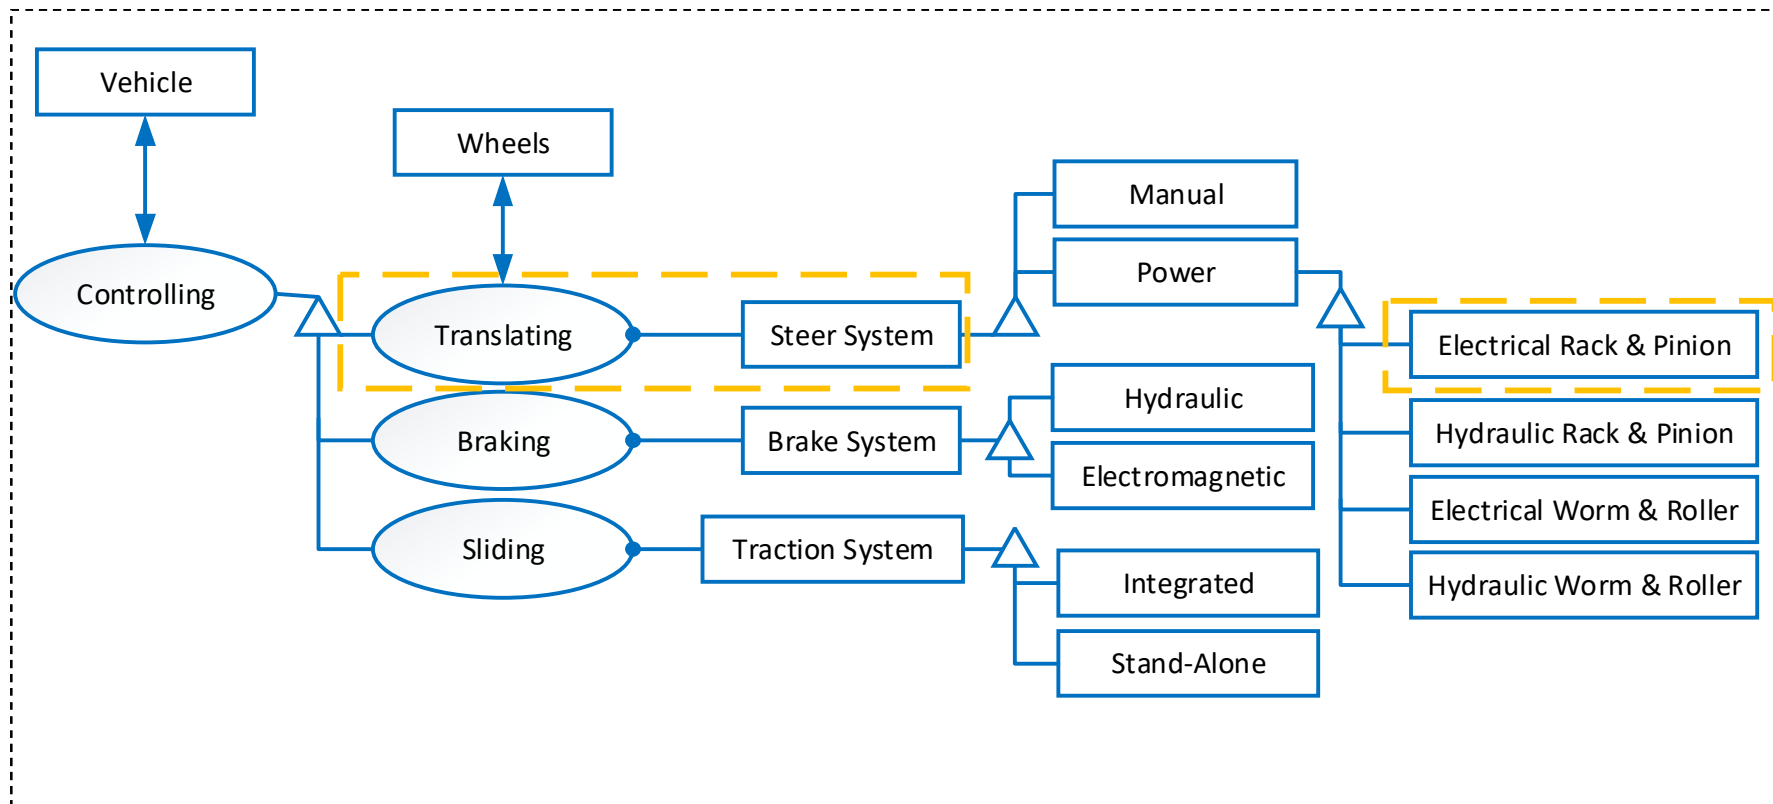 Vehicle
Wheels
Controlling
Translating
Steer System
Manual
Power
Electrical Rack & Pinion
Hydraulic Rack & Pinion
Electrical Worm & Roller
Hydraulic Worm & Roller
Braking
Brake System
Hydraulic
Electromagnetic
Sliding
Traction System
Integrated
Stand-Alone